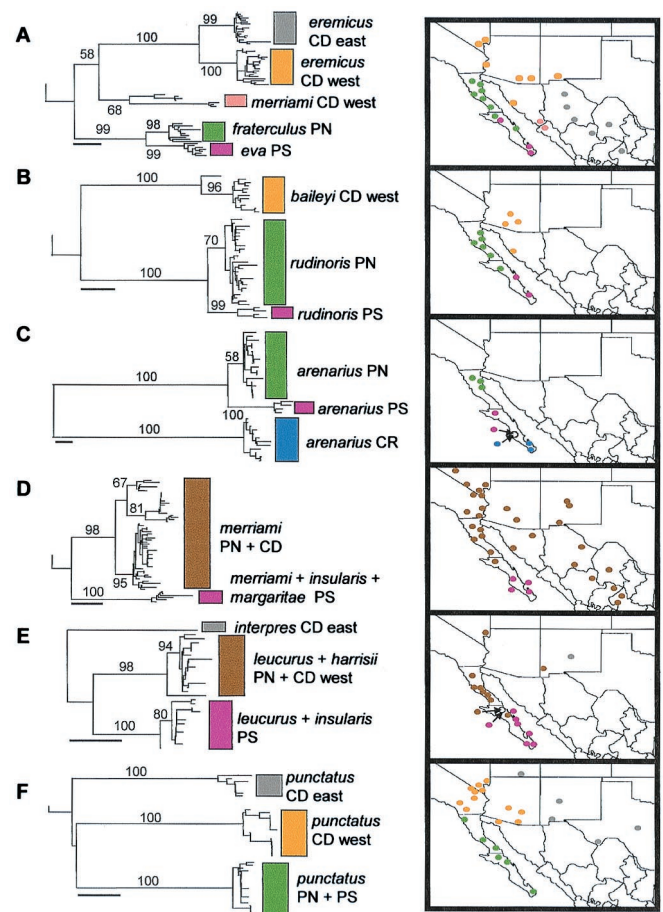 A
99
eremicus
CD east
100
58
100
eremicus
CD west
68
merriami CD west
99
98
fraterculus PN
99
eva PS
B
100
96
baileyi CD west
70
rudinoris PN
100
99
rudinoris PS
C
58
arenarius PN
100
arenarius PS
100
100
arenarius CR
D
67
81
98
merriami
PN + CD
95
merriami + insularis +
margaritae PS
100
E
interpres CD east
94
98
leucurus + harrisii
PN + CD west
80
100
leucurus + insularis
PS
F
100
punctatus
CD east
100
punctatus
CD west
100
punctatus
PN + PS